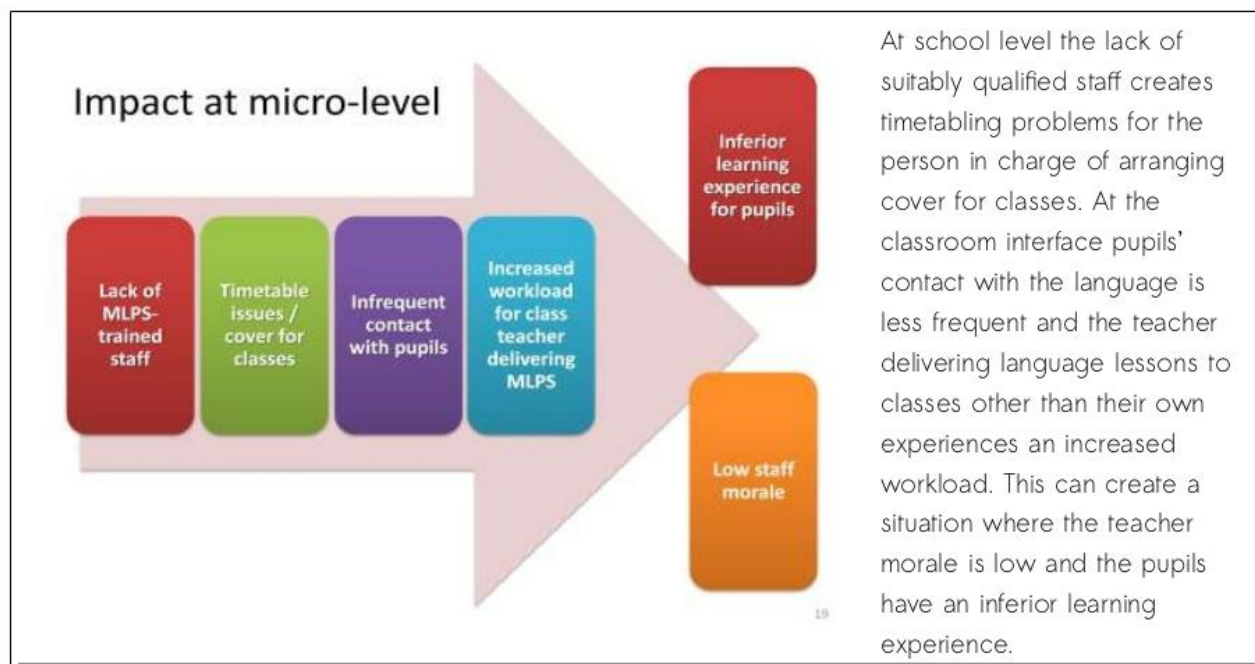 Impact at micro-level
Lack of
MLPS-
trained
staff
Timetable
issues /
cover for
classes
Infrequent
contact
with pupils
Increased
workload
for class
teacher
delivering
MLPS
Inferior
learning
experience
for pupils
Low staff
morale
19
At school level the lack of
suitably qualified staff creates
timetabling problems for the
person in charge of arranging
cover for classes. At the
classroom interface pupils’
contact with the language is
less frequent and the teacher
delivering language lessons to
classes other than their own
experiences an increased
workload. This can create a
situation where the teacher
morale is low and the pupils
have an inferior learning
experience.